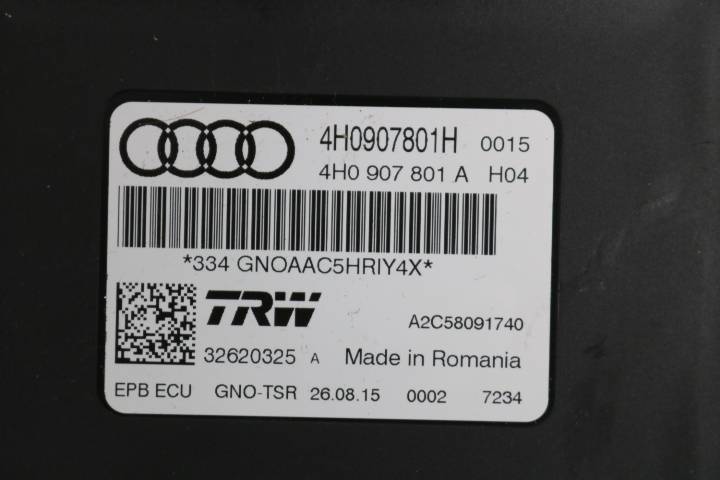 4H0907801H 0015
4H0 907 801 A H04
*334 GNOAAC5HRIY4X*
TRW A2C58091740
32620325 A Made in Romania
EPB ECU GNO-TSR 26.08.15 0002 7234